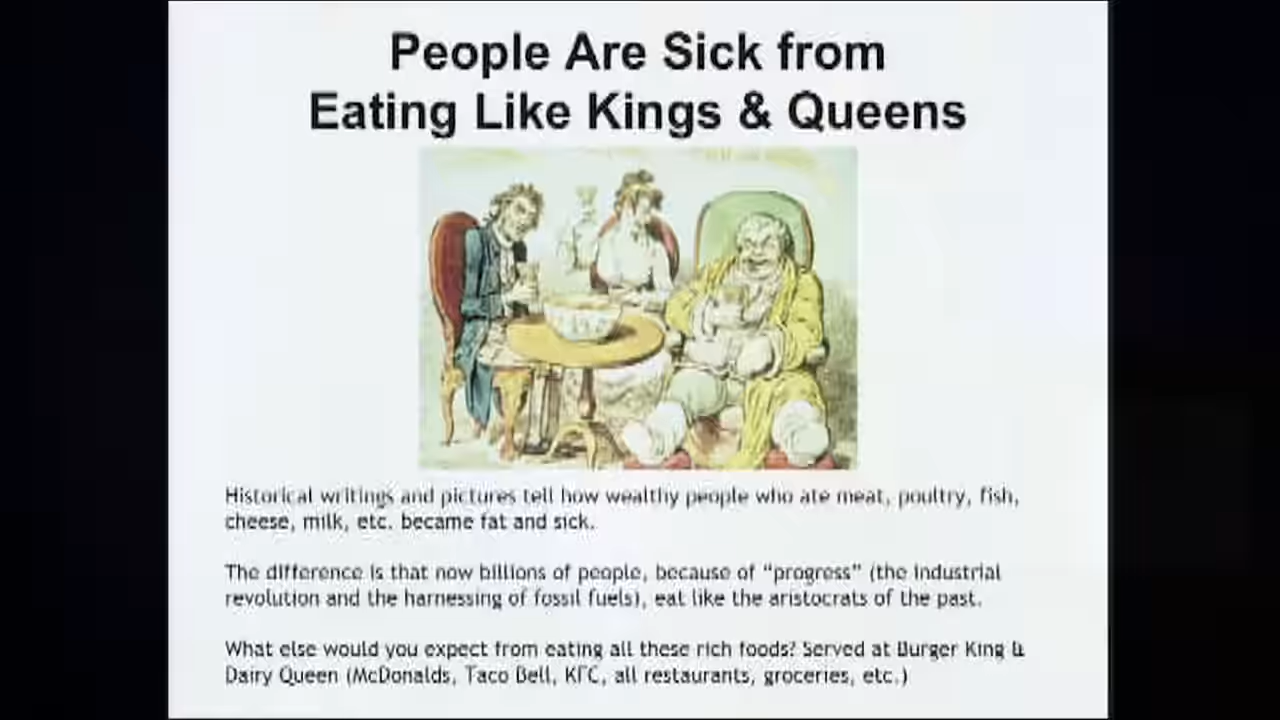 People Are Sick from
Eating Like Kings & Queens
Historical writings and pictures tell how wealthy people who ate meat, poultry, fish,
cheese, milk, etc. became fat and sick.
The difference is that now billions of people, because of “progress” (the industrial
revolution and the harnessing of fossil fuels), eat like the aristocrats of the past.
What else would you expect from eating all these rich foods? Served at Burger King &
Dairy Queen (McDonalds, Taco Bell, KFC, all restaurants, groceries, etc.)